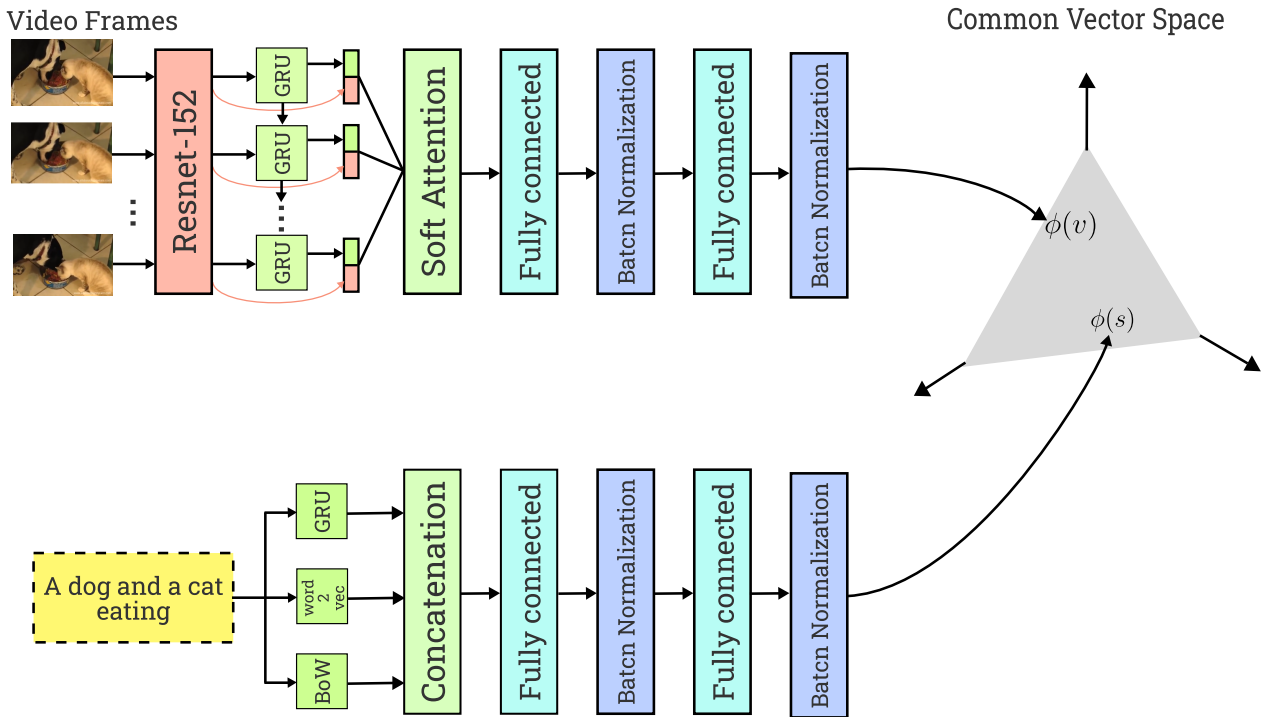 Video Frames
Common Vector Space
Resnet-152
GRU
GRU
GRU
...
...
Soft Attention
Fully connected
Batcn Normalization
Fully connected
Batcn Normalization
ϕ(v)
ϕ(s)
A dog and a cat
eating
GRU
word
2
vec
BoW
Concatenation
Fully connected
Batcn Normalization
Fully connected
Batcn Normalization